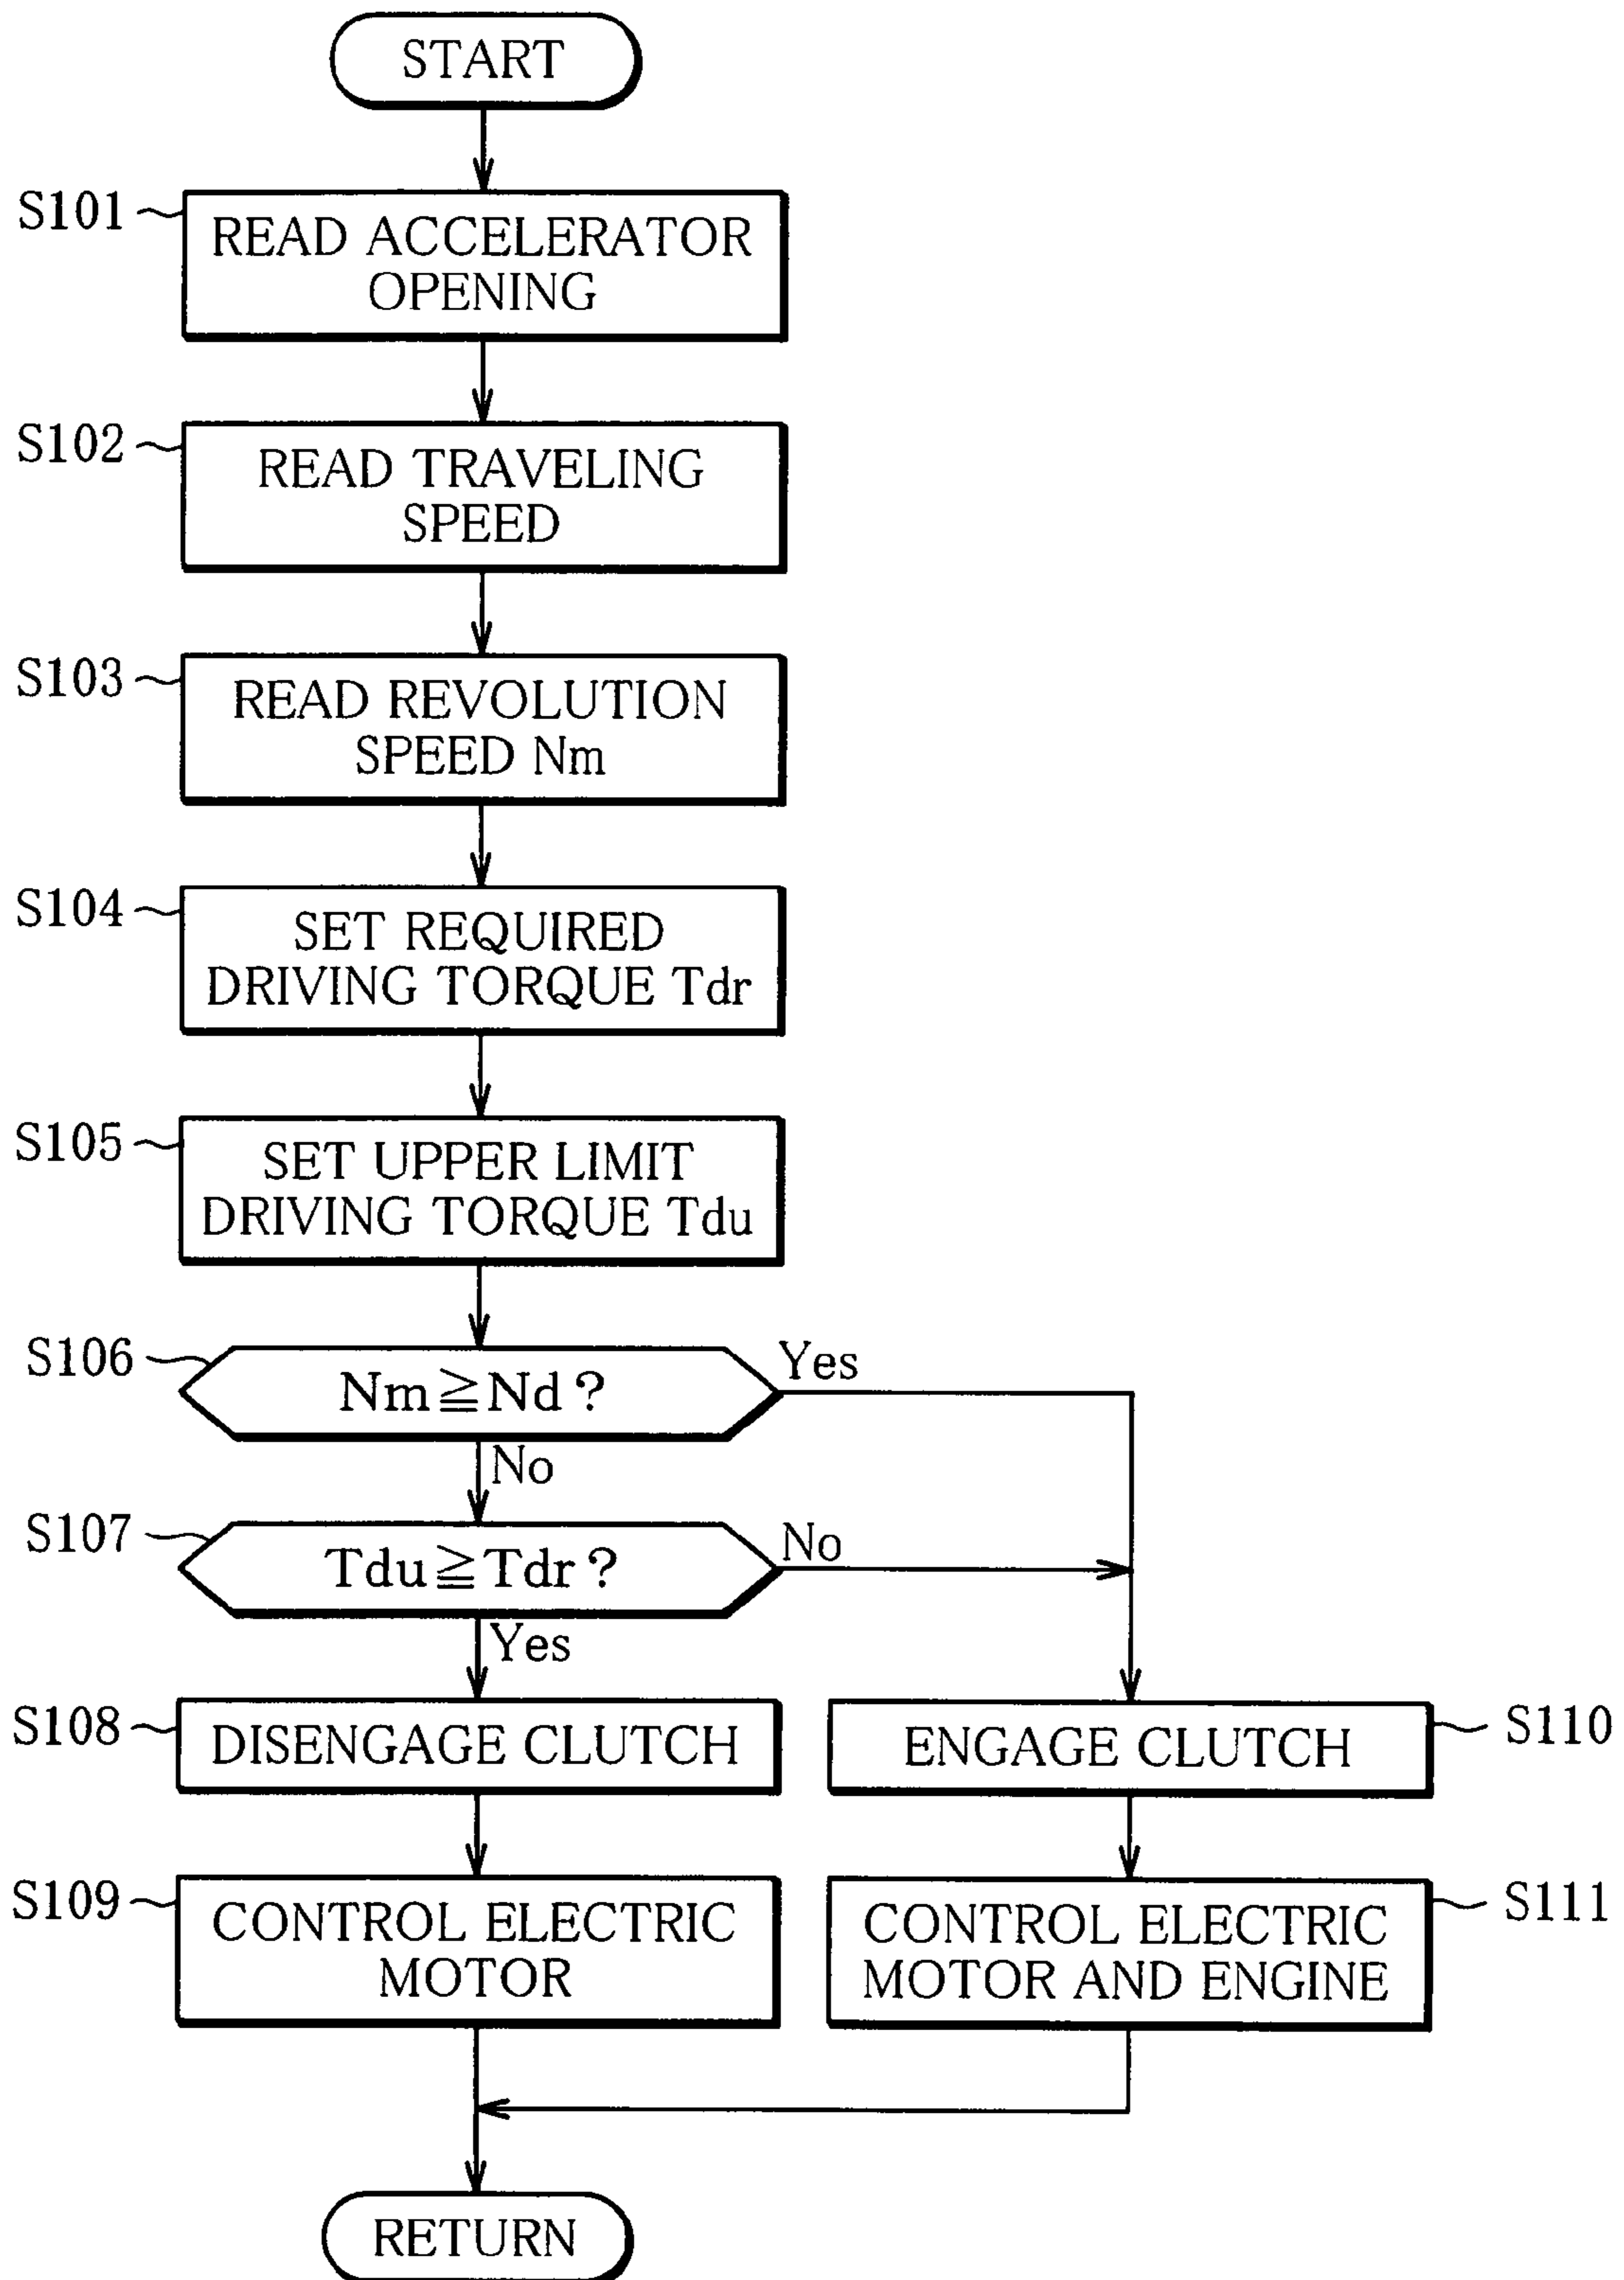 START
S101
READ ACCELERATOR
OPENING
S102
READ TRAVELING
SPEED
S103
READ REVOLUTION
SPEED Nm
S104
SET REQUIRED
DRIVING TORQUE Tdr
S105
SET UPPER LIMIT
DRIVING TORQUE Tdu
S106
Nm≧Nd?
Yes
No
S107
Tdu≧Tdr?
No
Yes
S108
DISENGAGE CLUTCH
ENGAGE CLUTCH
S110
S109
CONTROL ELECTRIC
MOTOR
CONTROL ELECTRIC
MOTOR AND ENGINE
S111
RETURN